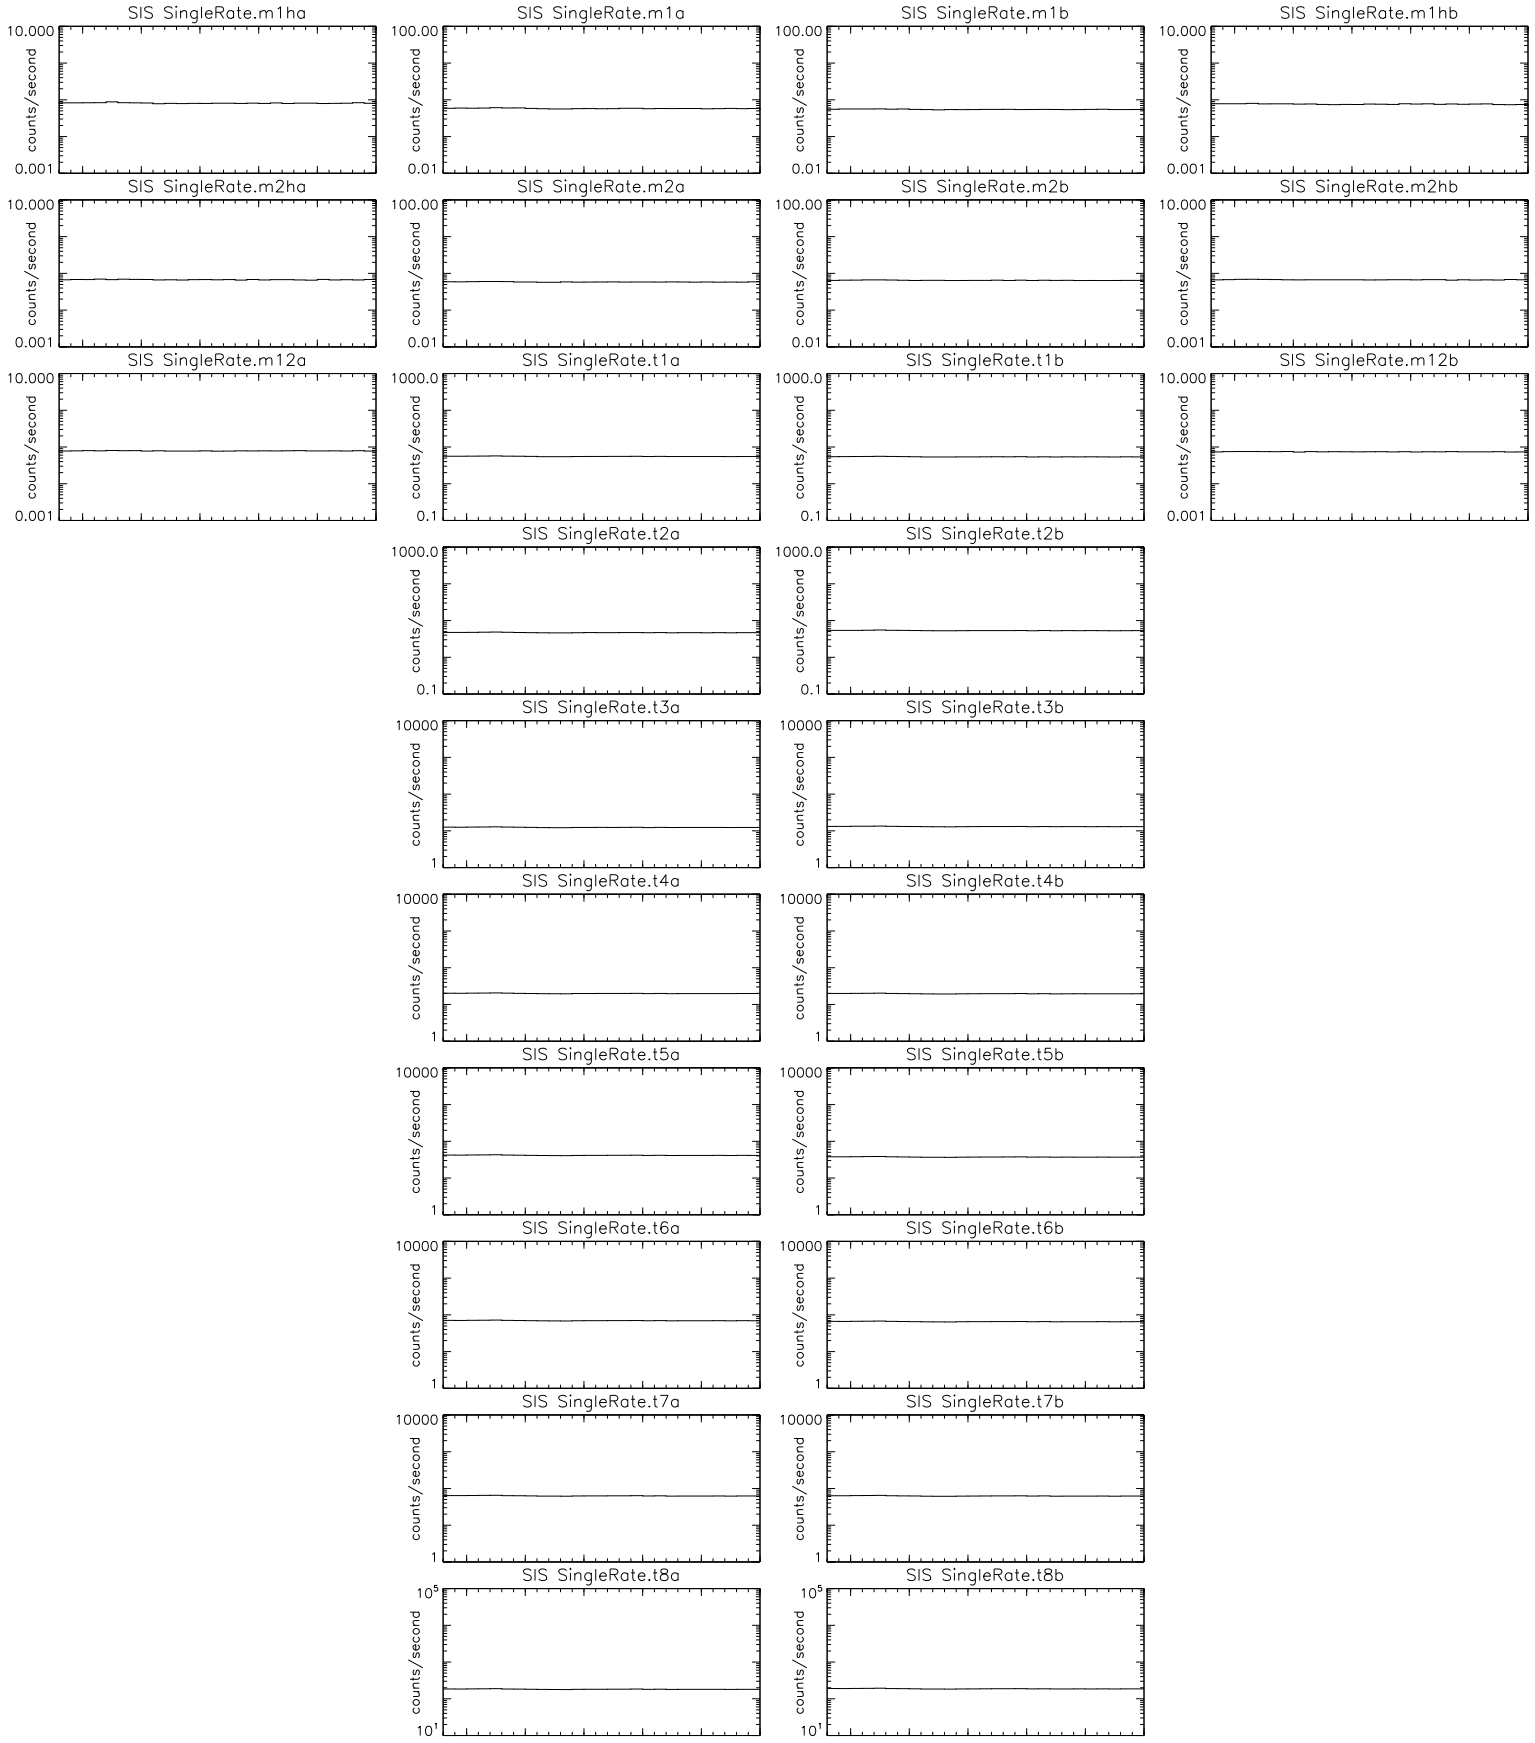 SIS SingleRate.m1ha
10.000
counts/second
0.001
SIS SingleRate.m1a
100.00
counts/second
0.01
SIS SingleRate.m1b
100.00
counts/second
0.01
SIS SingleRate.m1hb
10.000
counts/second
0.001
SIS SingleRate.m2ha
10.000
counts/second
0.001
SIS SingleRate.m2a
100.00
counts/second
0.01
SIS SingleRate.m2b
100.00
counts/second
0.01
SIS SingleRate.m2hb
10.000
counts/second
0.001
SIS SingleRate.m12a
10.000
counts/second
0.001
SIS SingleRate.t1a
1000.0
counts/second
0.1
SIS SingleRate.t1b
1000.0
counts/second
0.1
SIS SingleRate.m12b
10.000
counts/second
0.001
SIS SingleRate.t2a
1000.0
counts/second
0.1
SIS SingleRate.t2b
1000.0
counts/second
0.1
SIS SingleRate.t3a
10000
counts/second
1
SIS SingleRate.t3b
10000
counts/second
1
SIS SingleRate.t4a
10000
counts/second
1
SIS SingleRate.t4b
10000
counts/second
1
SIS SingleRate.t5a
10000
counts/second
1
SIS SingleRate.t5b
10000
counts/second
1
SIS SingleRate.t6a
10000
counts/second
1
SIS SingleRate.t6b
10000
counts/second
1
SIS SingleRate.t7a
10000
counts/second
1
SIS SingleRate.t7b
10000
counts/second
1
SIS SingleRate.t8a
10⁵
counts/second
10¹
SIS SingleRate.t8b
10⁵
counts/second
10¹